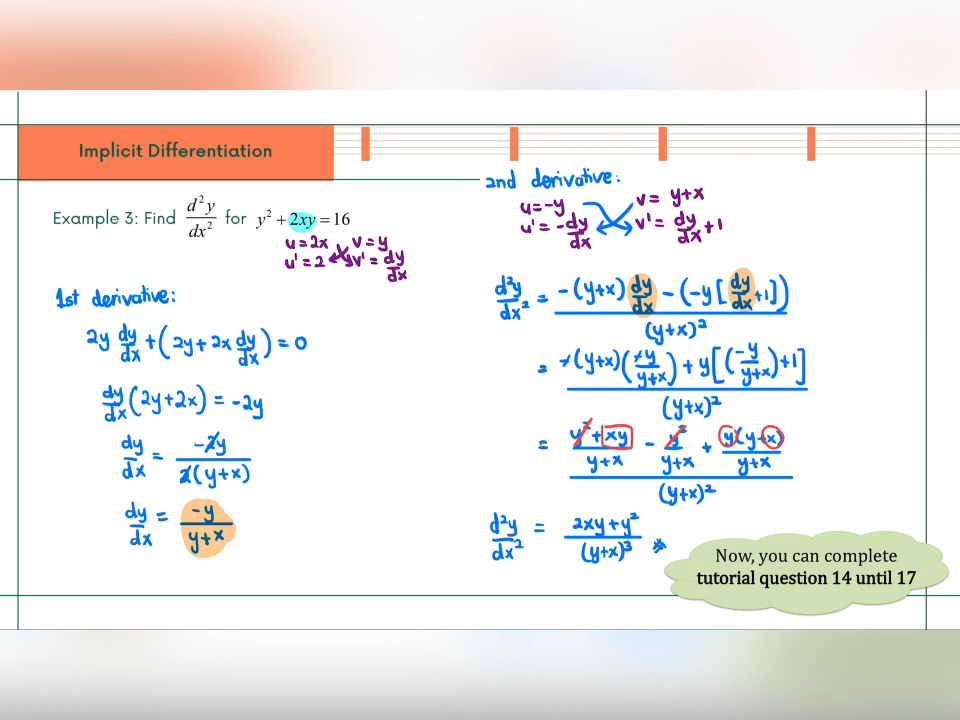 Implicit Differentiation
Example 3: Find d²y/dx² for y² + 2xy = 16
u = 2x v = y
u' = 2 v' = dy/dx
1st derivative:
2y dy/dx + (2y + 2x dy/dx) = 0
dy/dx (2y + 2x) = -2y
dy/dx = -2y / 2(y+x)
dy/dx = -y / y+x
2nd derivative:
u = -y v = y+x
u' = -dy/dx v' = dy/dx + 1
d²y/dx² = -(y+x) dy/dx - (-y [dy/dx +1]) / (y+x)²
= -(y+x)(-y/y+x) + y[(-y/y+x)+1] / (y+x)²
= y²+xy/y+x - y²/y+x + y(y+x)/y+x / (y+x)²
d²y/dx² = 2xy+y² / (y+x)³ #
Now, you can complete
tutorial question 14 until 17